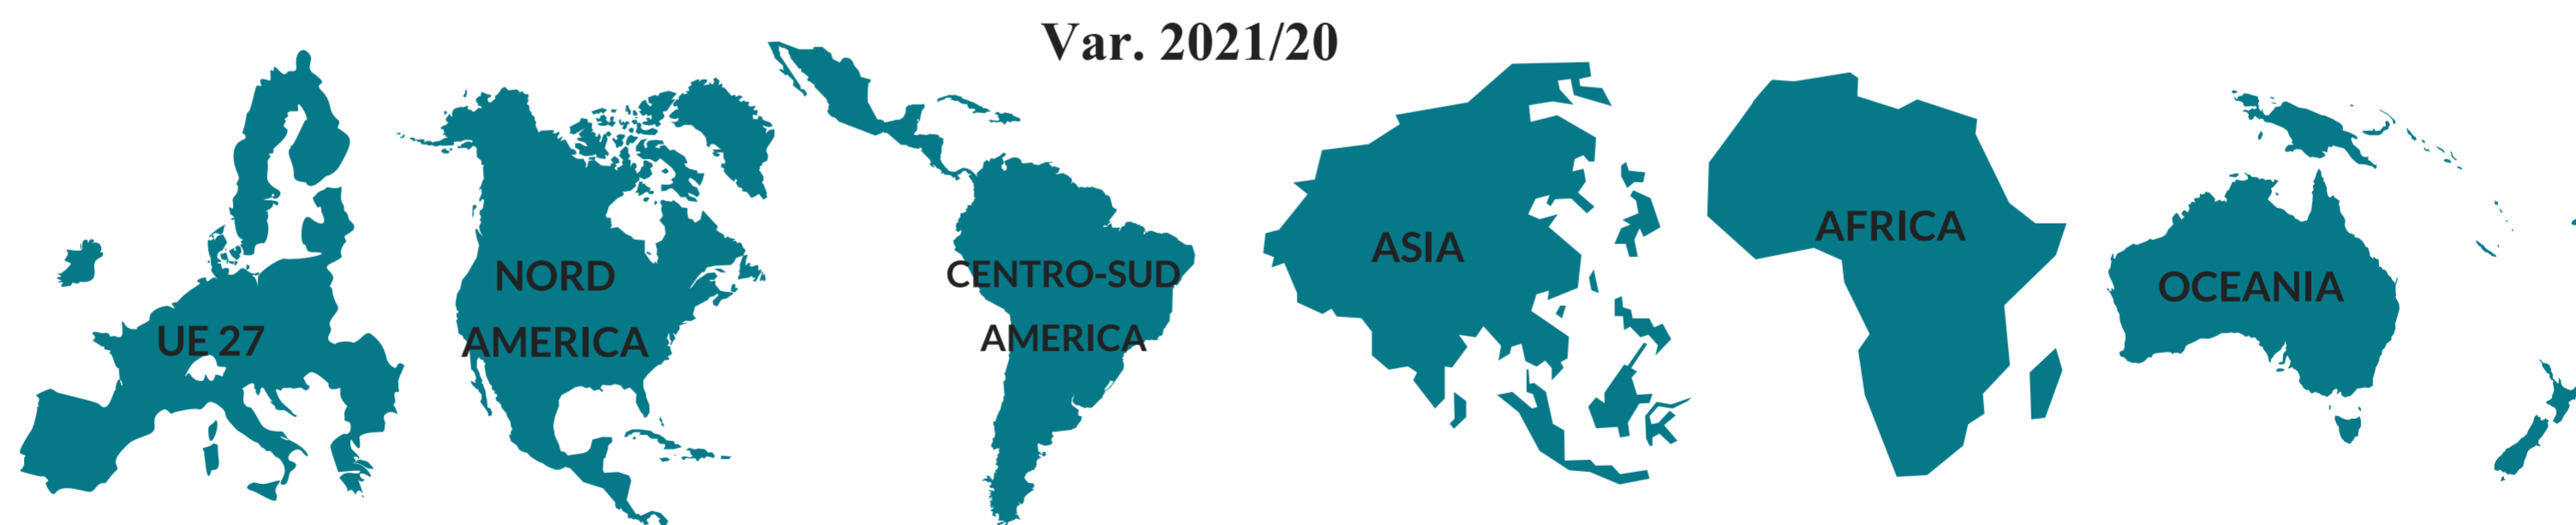 Var. 2021/20
UE 27
NORD
AMERICA
CENTRO-SUD
AMERICA
ASIA
AFRICA
OCEANIA